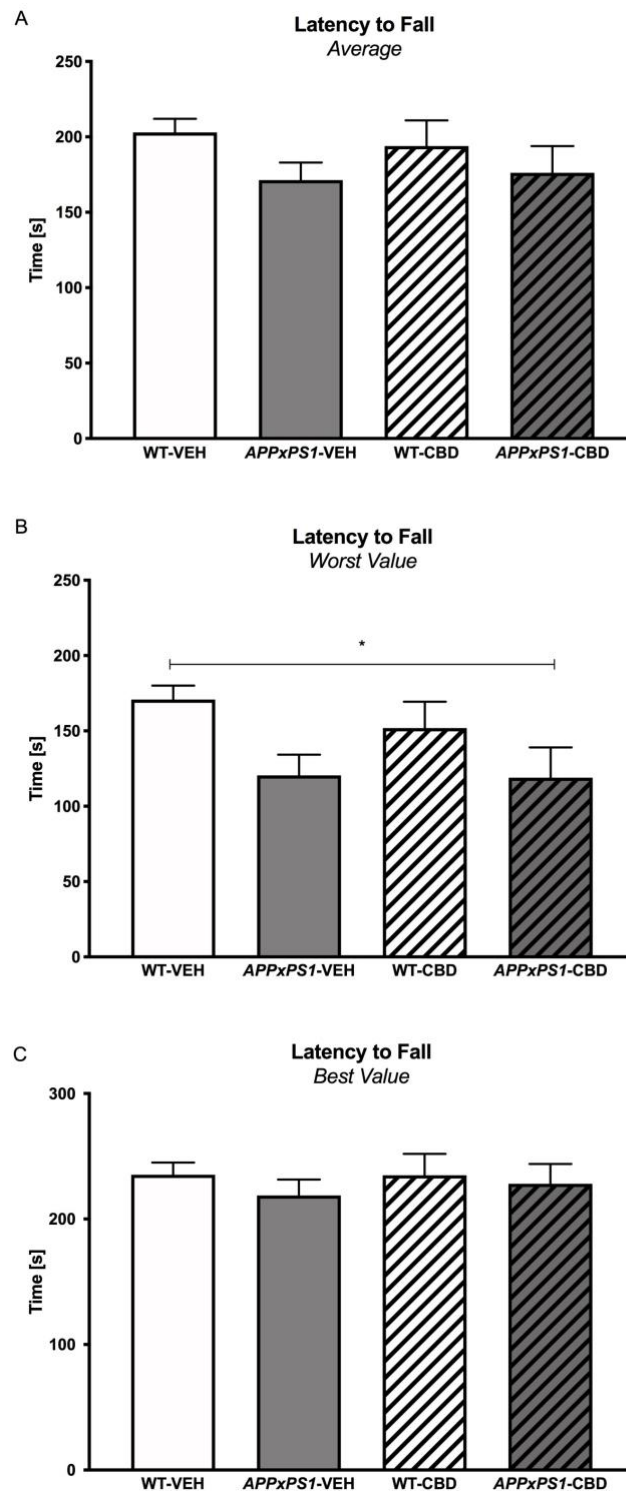 A
Latency to Fall
Average
250
200
150
100
50
0
Time [s]
WT-VEH APPxPS1-VEH WT-CBD APPxPS1-CBD
B
Latency to Fall
Worst Value
250
200
150
100
50
0
Time [s]
*
WT-VEH APPxPS1-VEH WT-CBD APPxPS1-CBD
C
Latency to Fall
Best Value
300
200
100
0
Time [s]
WT-VEH APPxPS1-VEH WT-CBD APPxPS1-CBD